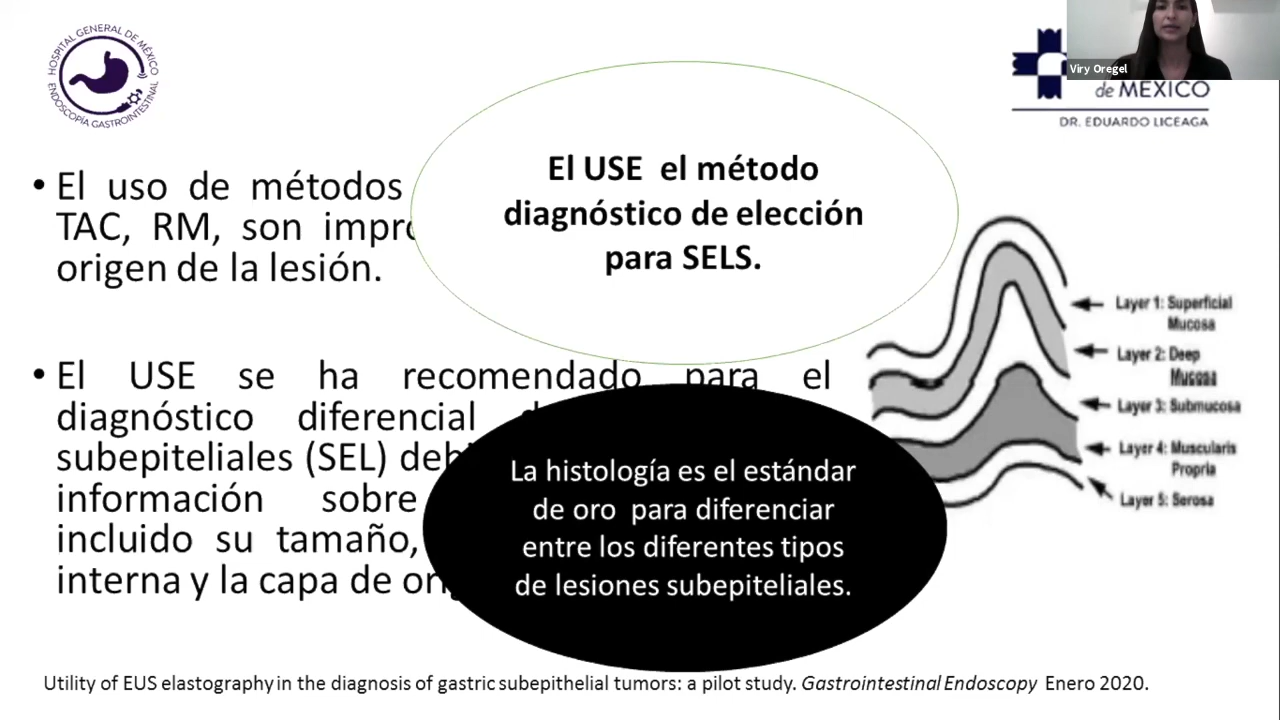 HOSPITAL GENERAL DE MÉXICO
ENDOSCOPÍA GASTROINTESTINAL
Viry Oregel
de MÉXICO
DR. EDUARDO LICEAGA
El USE el método
diagnóstico de elección
para SELS.
• El uso de métodos
TAC, RM, son
origen de la lesión.
• El USE se ha recomendado para el
diagnóstico diferencial
subepiteliales (SEL)
información sobre
incluido su tamaño,
interna y la capa de
La histología es el estándar
de oro para diferenciar
entre los diferentes tipos
de lesiones subepiteliales.
Layer 1: Superficial
Mucosa
Layer 2: Deep
Mucosa
Layer 3: Submucosa
Layer 4: Muscularis
Propria
Layer 5: Serosa
Utility of EUS elastography in the diagnosis of gastric subepithelial tumors: a pilot study. Gastrointestinal Endoscopy Enero 2020.